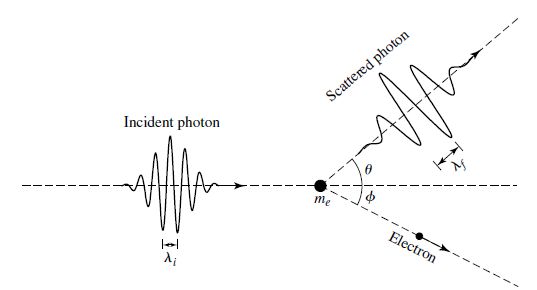 Scattered photon
Incident photon
λf
θ
ϕ
me
Electron
λi